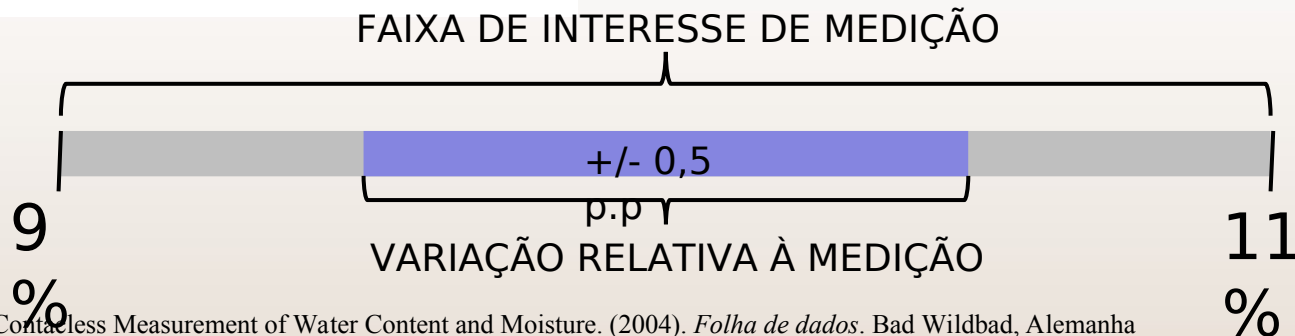 FAIXA DE INTERESSE DE MEDIÇÃO
+/- 0,5
p.p
9
%
11
%
VARIAÇÃO RELATIVA À MEDIÇÃO
Contactless Measurement of Water Content and Moisture. (2004). Folha de dados. Bad Wildbad, Alemanha